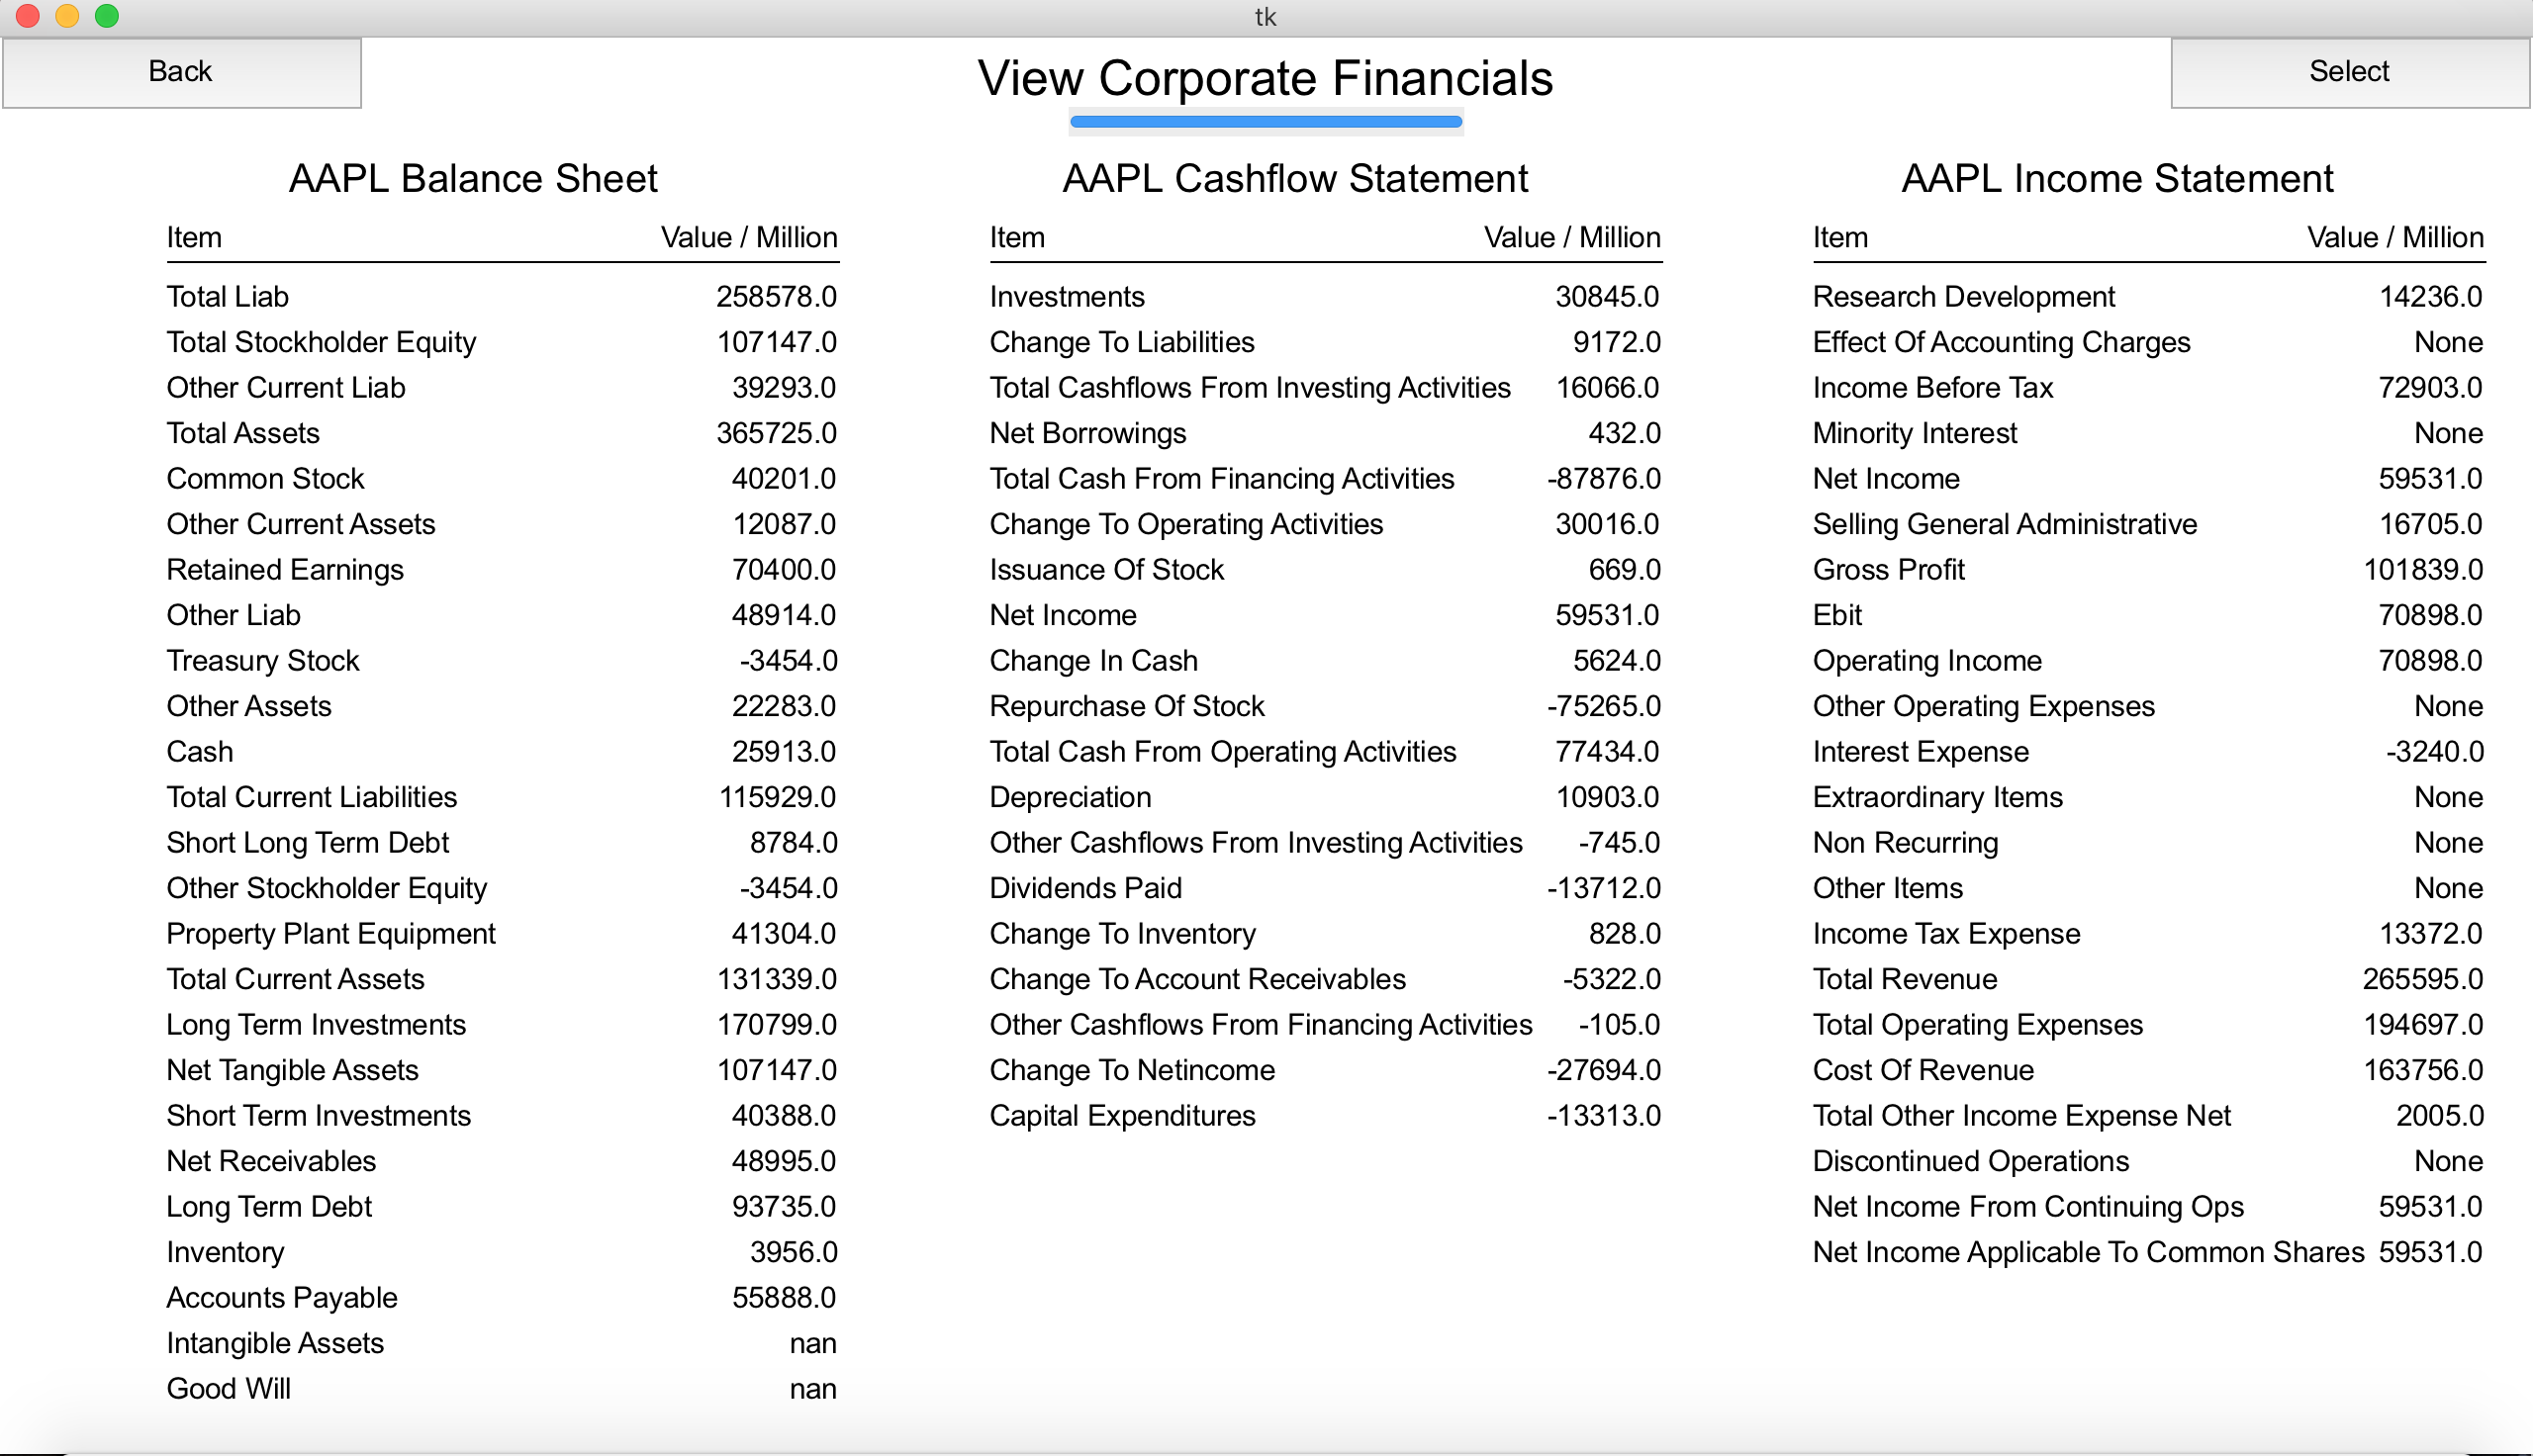 tk
Back
View Corporate Financials
Select
AAPL Balance Sheet
Item Value / Million
Total Liab 258578.0
Total Stockholder Equity 107147.0
Other Current Liab 39293.0
Total Assets 365725.0
Common Stock 40201.0
Other Current Assets 12087.0
Retained Earnings 70400.0
Other Liab 48914.0
Treasury Stock -3454.0
Other Assets 22283.0
Cash 25913.0
Total Current Liabilities 115929.0
Short Long Term Debt 8784.0
Other Stockholder Equity -3454.0
Property Plant Equipment 41304.0
Total Current Assets 131339.0
Long Term Investments 170799.0
Net Tangible Assets 107147.0
Short Term Investments 40388.0
Net Receivables 48995.0
Long Term Debt 93735.0
Inventory 3956.0
Accounts Payable 55888.0
Intangible Assets nan
Good Will nan
AAPL Cashflow Statement
Item Value / Million
Investments 30845.0
Change To Liabilities 9172.0
Total Cashflows From Investing Activities 16066.0
Net Borrowings 432.0
Total Cash From Financing Activities -87876.0
Change To Operating Activities 30016.0
Issuance Of Stock 669.0
Net Income 59531.0
Change In Cash 5624.0
Repurchase Of Stock -75265.0
Total Cash From Operating Activities 77434.0
Depreciation 10903.0
Other Cashflows From Investing Activities -745.0
Dividends Paid -13712.0
Change To Inventory 828.0
Change To Account Receivables -5322.0
Other Cashflows From Financing Activities -105.0
Change To Netincome -27694.0
Capital Expenditures -13313.0
AAPL Income Statement
Item Value / Million
Research Development 14236.0
Effect Of Accounting Charges None
Income Before Tax 72903.0
Minority Interest None
Net Income 59531.0
Selling General Administrative 16705.0
Gross Profit 101839.0
Ebit 70898.0
Operating Income 70898.0
Other Operating Expenses None
Interest Expense -3240.0
Extraordinary Items None
Non Recurring None
Other Items None
Income Tax Expense 13372.0
Total Revenue 265595.0
Total Operating Expenses 194697.0
Cost Of Revenue 163756.0
Total Other Income Expense Net 2005.0
Discontinued Operations None
Net Income From Continuing Ops 59531.0
Net Income Applicable To Common Shares 59531.0